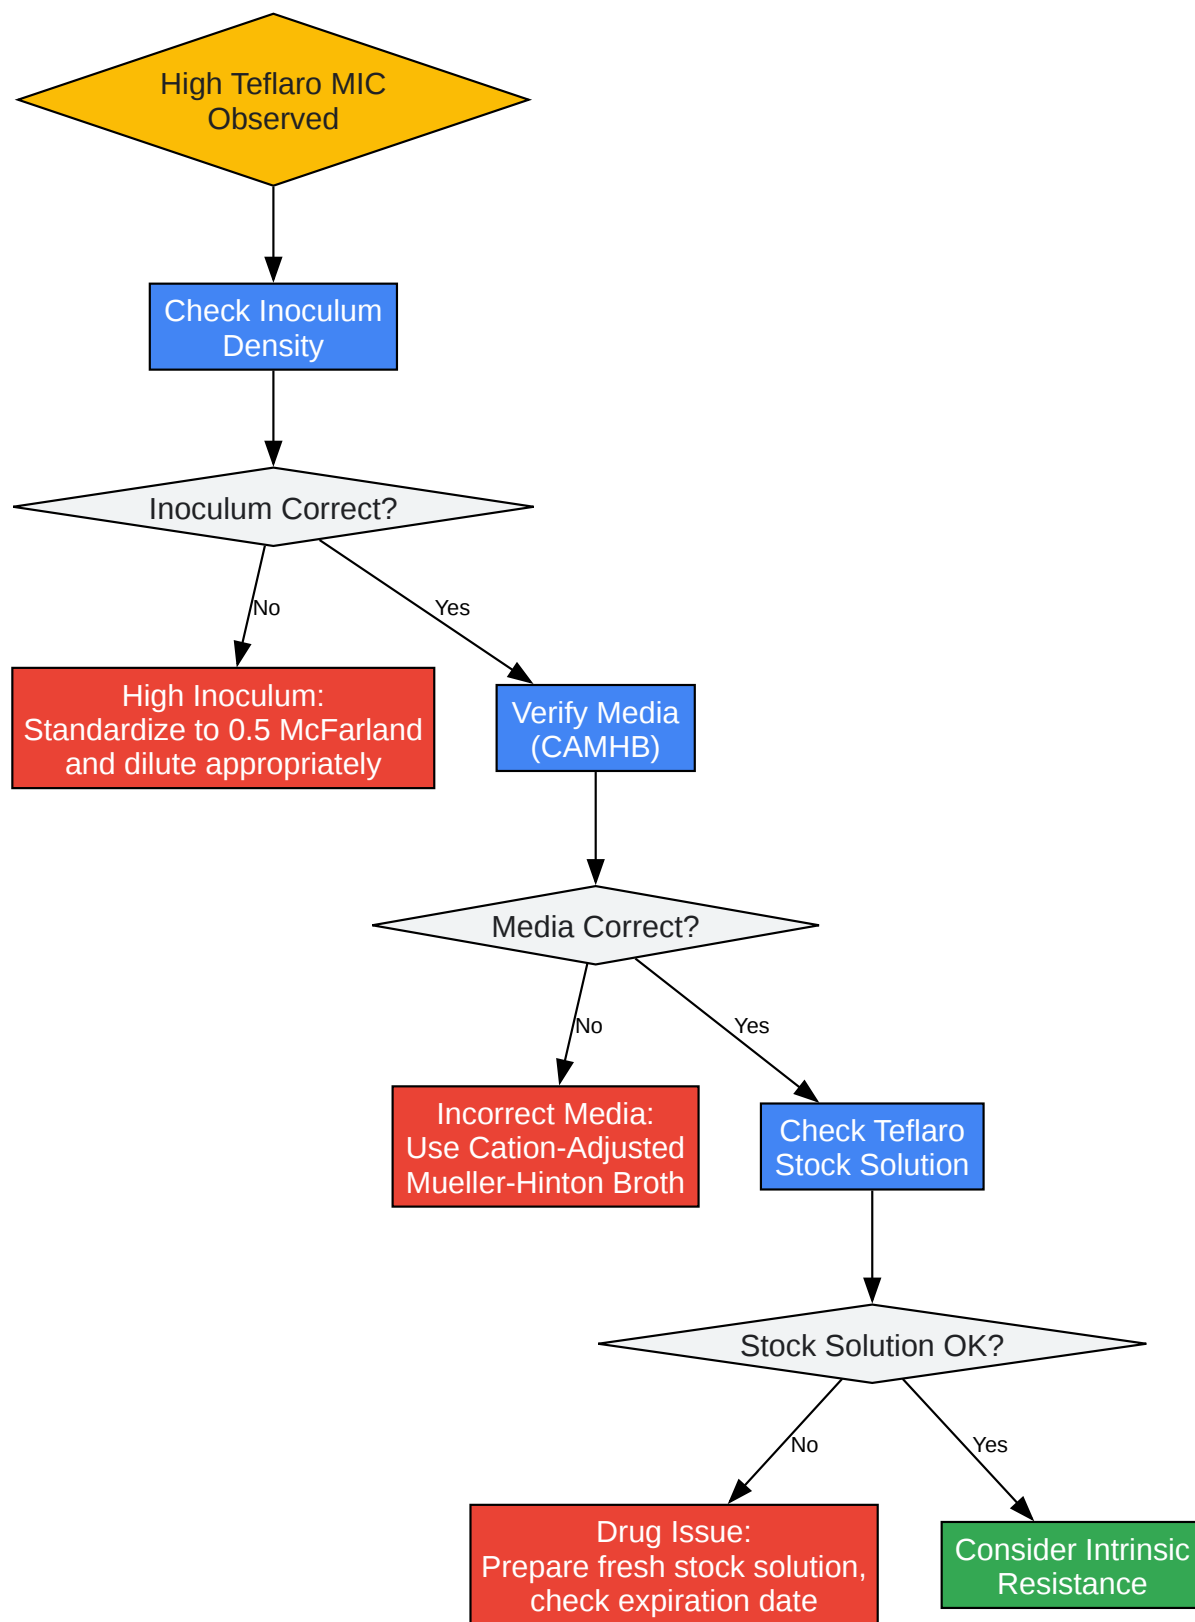 High Teflaro MIC
Observed
Check Inoculum
Density
Inoculum Correct?
No
Yes
High Inoculum:
Standardize to 0.5 McFarland
and dilute appropriately
Verify Media
(CAMHB)
Media Correct?
No
Yes
Incorrect Media:
Use Cation-Adjusted
Mueller-Hinton Broth
Check Teflaro
Stock Solution
Stock Solution OK?
No
Yes
Drug Issue:
Prepare fresh stock solution,
check expiration date
Consider Intrinsic
Resistance